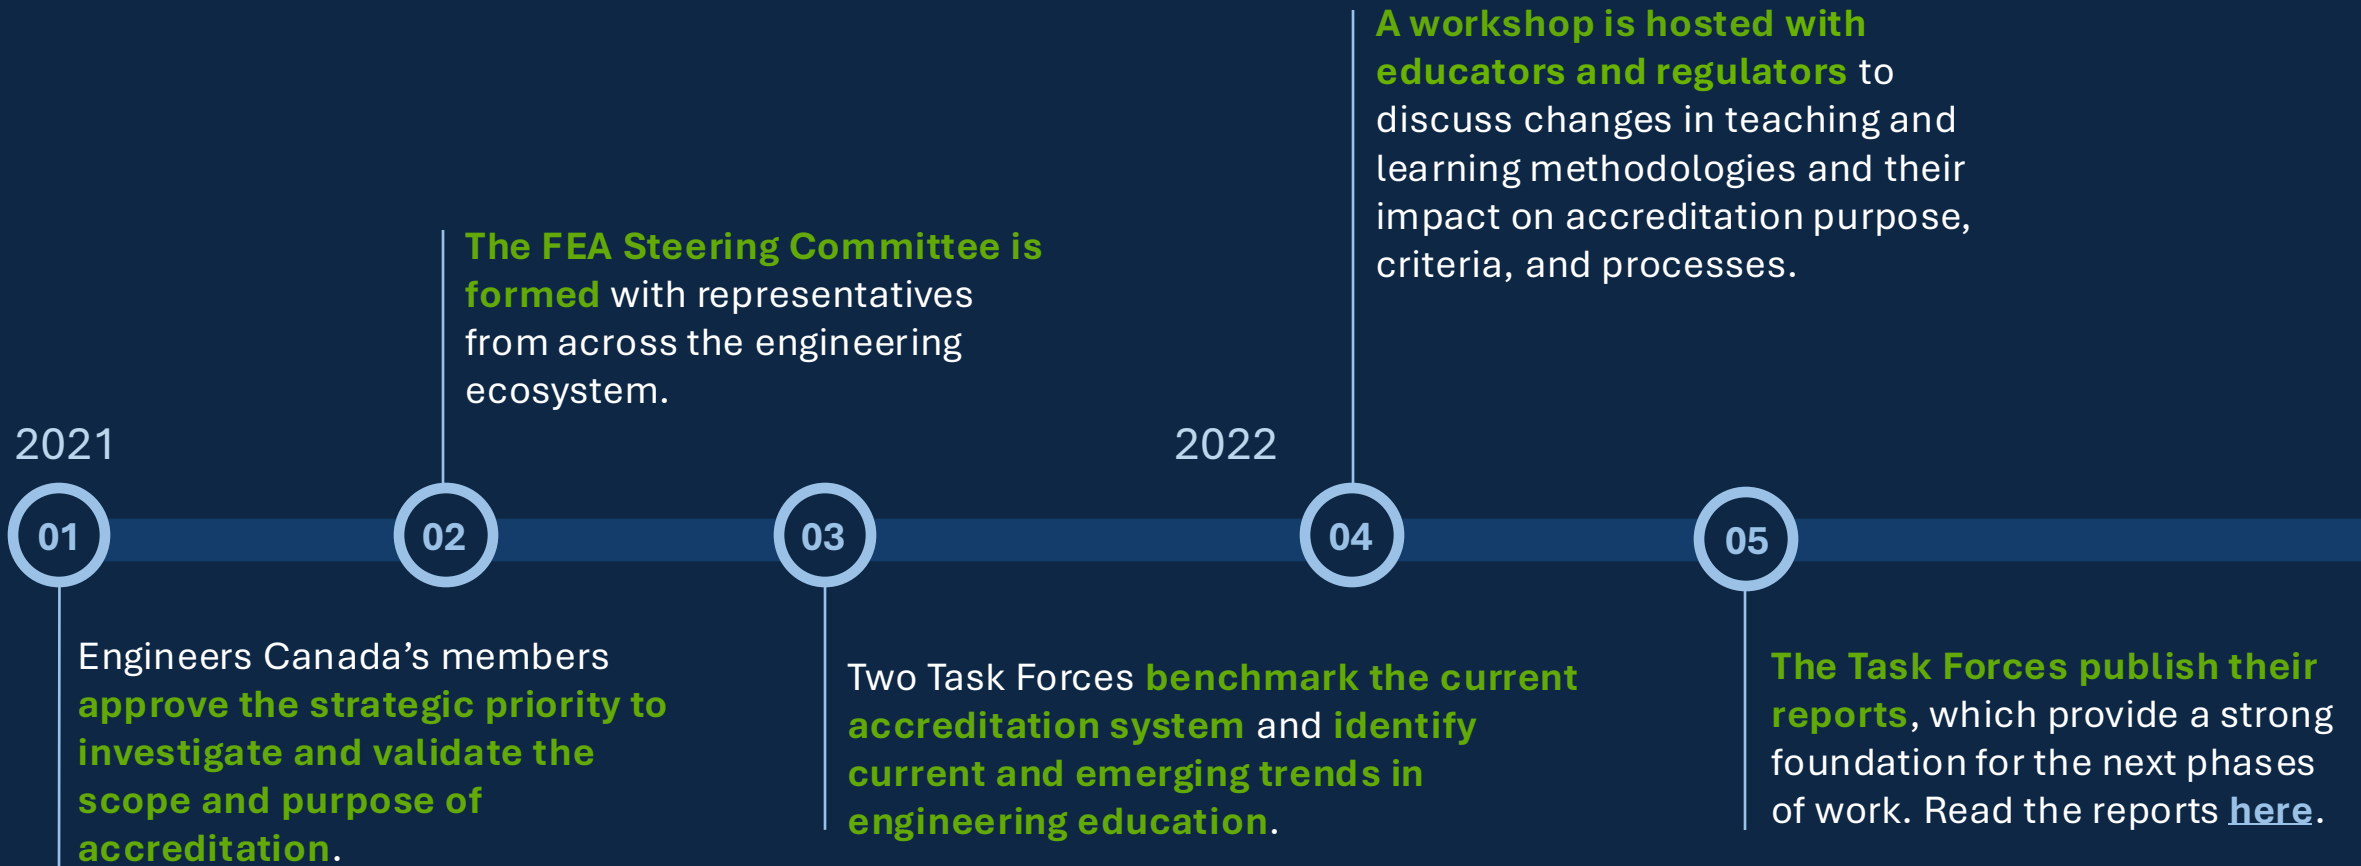 2021
01
Engineers Canada’s members
approve the strategic priority to
investigate and validate the
scope and purpose of
accreditation.
02
The FEA Steering Committee is
formed with representatives
from across the engineering
ecosystem.
03
Two Task Forces benchmark the current
accreditation system and identify
current and emerging trends in
engineering education.
2022
04
A workshop is hosted with
educators and regulators to
discuss changes in teaching and
learning methodologies and their
impact on accreditation purpose,
criteria, and processes.
05
The Task Forces publish their
reports, which provide a strong
foundation for the next phases
of work. Read the reports here.